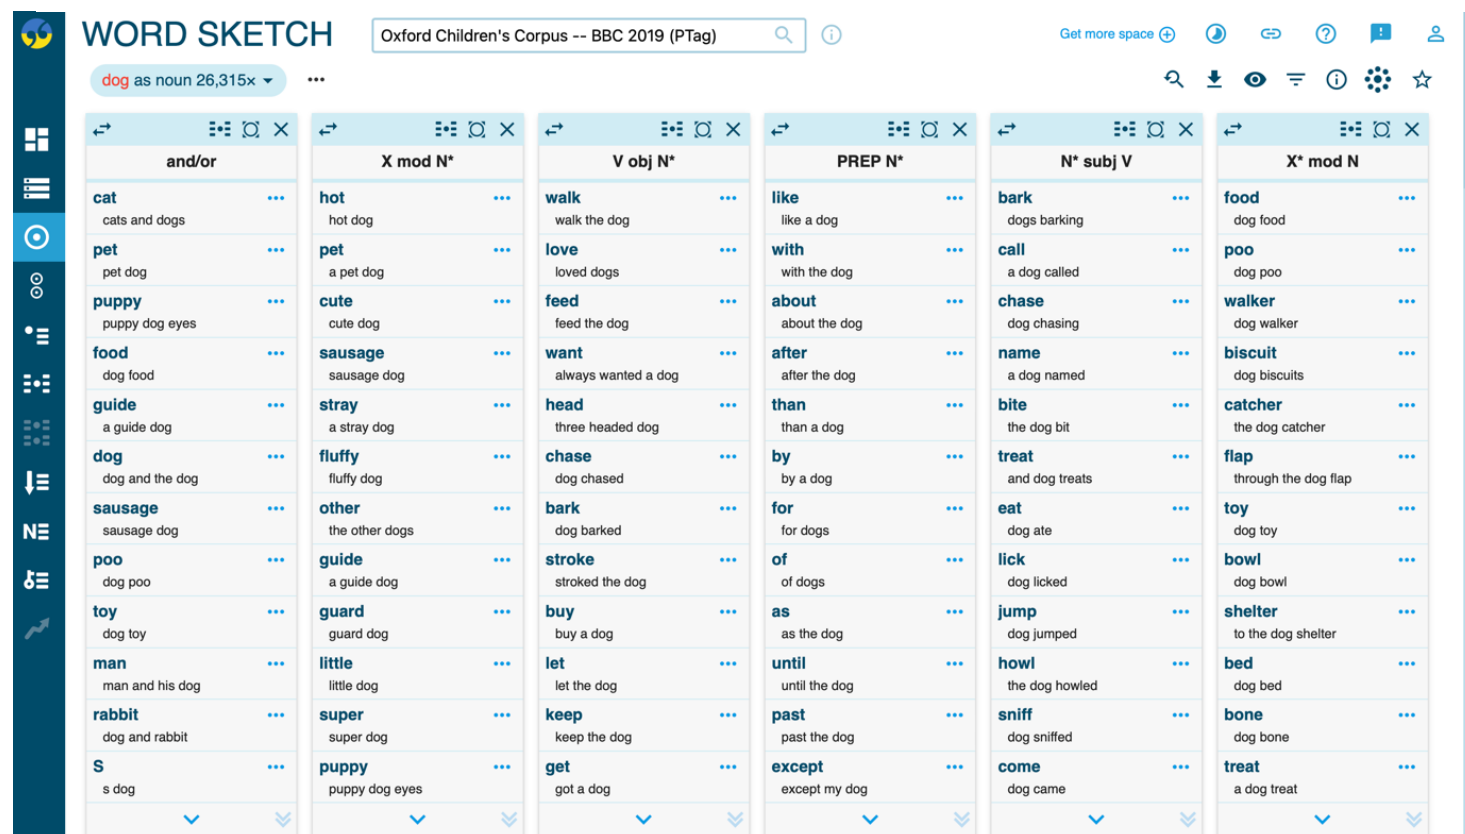 WORD SKETCH
Oxford Children's Corpus -- BBC 2019 (PTag)
Get more space
dog as noun 26,315×
and/or
cat
cats and dogs
pet
pet dog
puppy
puppy dog eyes
food
dog food
guide
a guide dog
dog
dog and the dog
sausage
sausage dog
poo
dog poo
toy
dog toy
man
man and his dog
rabbit
dog and rabbit
S
s dog
X mod N*
hot
hot dog
pet
a pet dog
cute
cute dog
sausage
sausage dog
stray
a stray dog
fluffy
fluffy dog
other
the other dogs
guide
a guide dog
guard
guard dog
little
little dog
super
super dog
puppy
puppy dog eyes
V obj N*
walk
walk the dog
love
loved dogs
feed
feed the dog
want
always wanted a dog
head
three headed dog
chase
dog chased
bark
dog barked
stroke
stroked the dog
buy
buy a dog
let
let the dog
keep
keep the dog
get
got a dog
PREP N*
like
like a dog
with
with the dog
about
about the dog
after
after the dog
than
than a dog
by
by a dog
for
for dogs
of
of dogs
as
as the dog
until
until the dog
past
past the dog
except
except my dog
N* subj V
bark
dogs barking
call
a dog called
chase
dog chasing
name
a dog named
bite
the dog bit
treat
and dog treats
eat
dog ate
lick
dog licked
jump
dog jumped
howl
the dog howled
sniff
dog sniffed
come
dog came
X* mod N
food
dog food
poo
dog poo
walker
dog walker
biscuit
dog biscuits
catcher
the dog catcher
flap
through the dog flap
toy
dog toy
bowl
dog bowl
shelter
to the dog shelter
bed
dog bed
bone
dog bone
treat
a dog treat